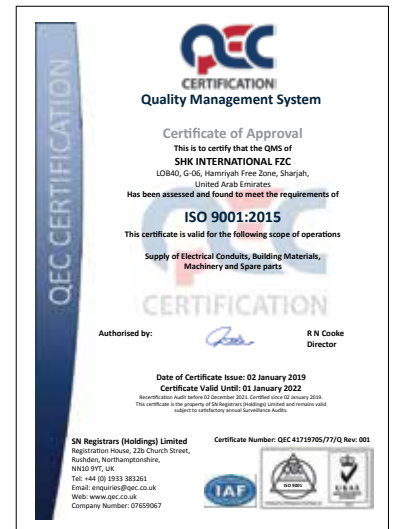 QEC
CERTIFICATION
Quality Management System
Certificate of Approval
This is to certify that the QMS of
SHK INTERNATIONAL FZC
LOB40, G-06, Hamriyah Free Zone, Sharjah,
United Arab Emirates
Has been assessed and found to meet the requirements of
ISO 9001:2015
This certificate is valid for the following scope of operations
Supply of Electrical Conduits, Building Materials,
Machinery and Spare parts
CERTIFICATION
QEC CERTIFICATION
Authorised by:
R N Cooke
Director
Date of Certificate Issue: 02 January 2019
Certificate Valid Until: 01 January 2022
Recertification Audit before 02 December 2021. Certified since 02 January 2019.
This certificate is the property of SN Registrars (Holdings) Limited and remains valid
subject to satisfactory annual Surveillance Audits.
SN Registrars (Holdings) Limited
Registration House, 22b Church Street,
Rushden, Northamptonshire,
NN10 9YT, UK
Tel: +44 (0) 1933 383261
Email: enquiries@qec.co.uk
Web: www.qec.co.uk
Company Number: 07659067
Certificate Number: QEC 41719705/77/Q Rev: 001
IAF
ISO 9001
UKAS